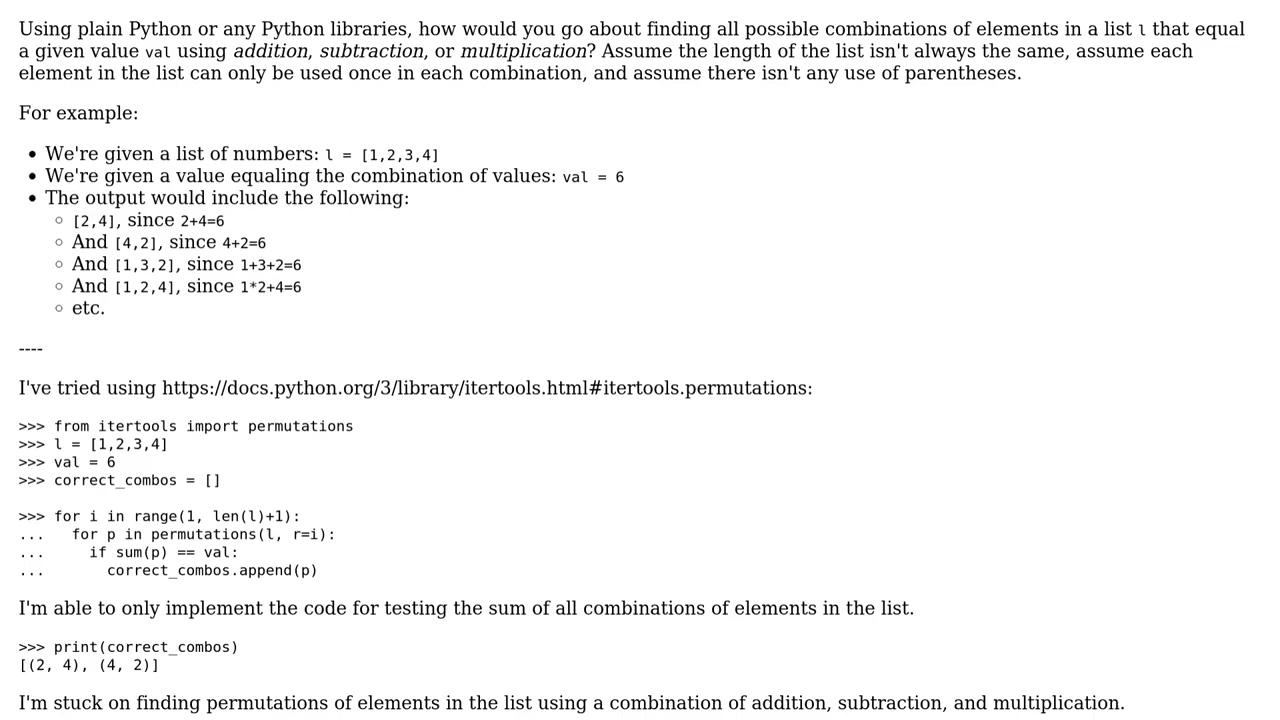 Using plain Python or any Python libraries, how would you go about finding all possible combinations of elements in a list l that equal
a given value val using addition, subtraction, or multiplication? Assume the length of the list isn't always the same, assume each
element in the list can only be used once in each combination, and assume there isn't any use of parentheses.
For example:
• We're given a list of numbers: l = [1,2,3,4]
• We're given a value equaling the combination of values: val = 6
• The output would include the following:
◦ [2,4], since 2+4=6
◦ And [4,2], since 4+2=6
◦ And [1,3,2], since 1+3+2=6
◦ And [1,2,4], since 1*2+4=6
◦ etc.
----
I've tried using https://docs.python.org/3/library/itertools.html#itertools.permutations:
>>> from itertools import permutations
>>> l = [1,2,3,4]
>>> val = 6
>>> correct_combos = []
>>> for i in range(1, len(l)+1):
...   for p in permutations(l, r=i):
...     if sum(p) == val:
...       correct_combos.append(p)
I'm able to only implement the code for testing the sum of all combinations of elements in the list.
>>> print(correct_combos)
[(2, 4), (4, 2)]
I'm stuck on finding permutations of elements in the list using a combination of addition, subtraction, and multiplication.